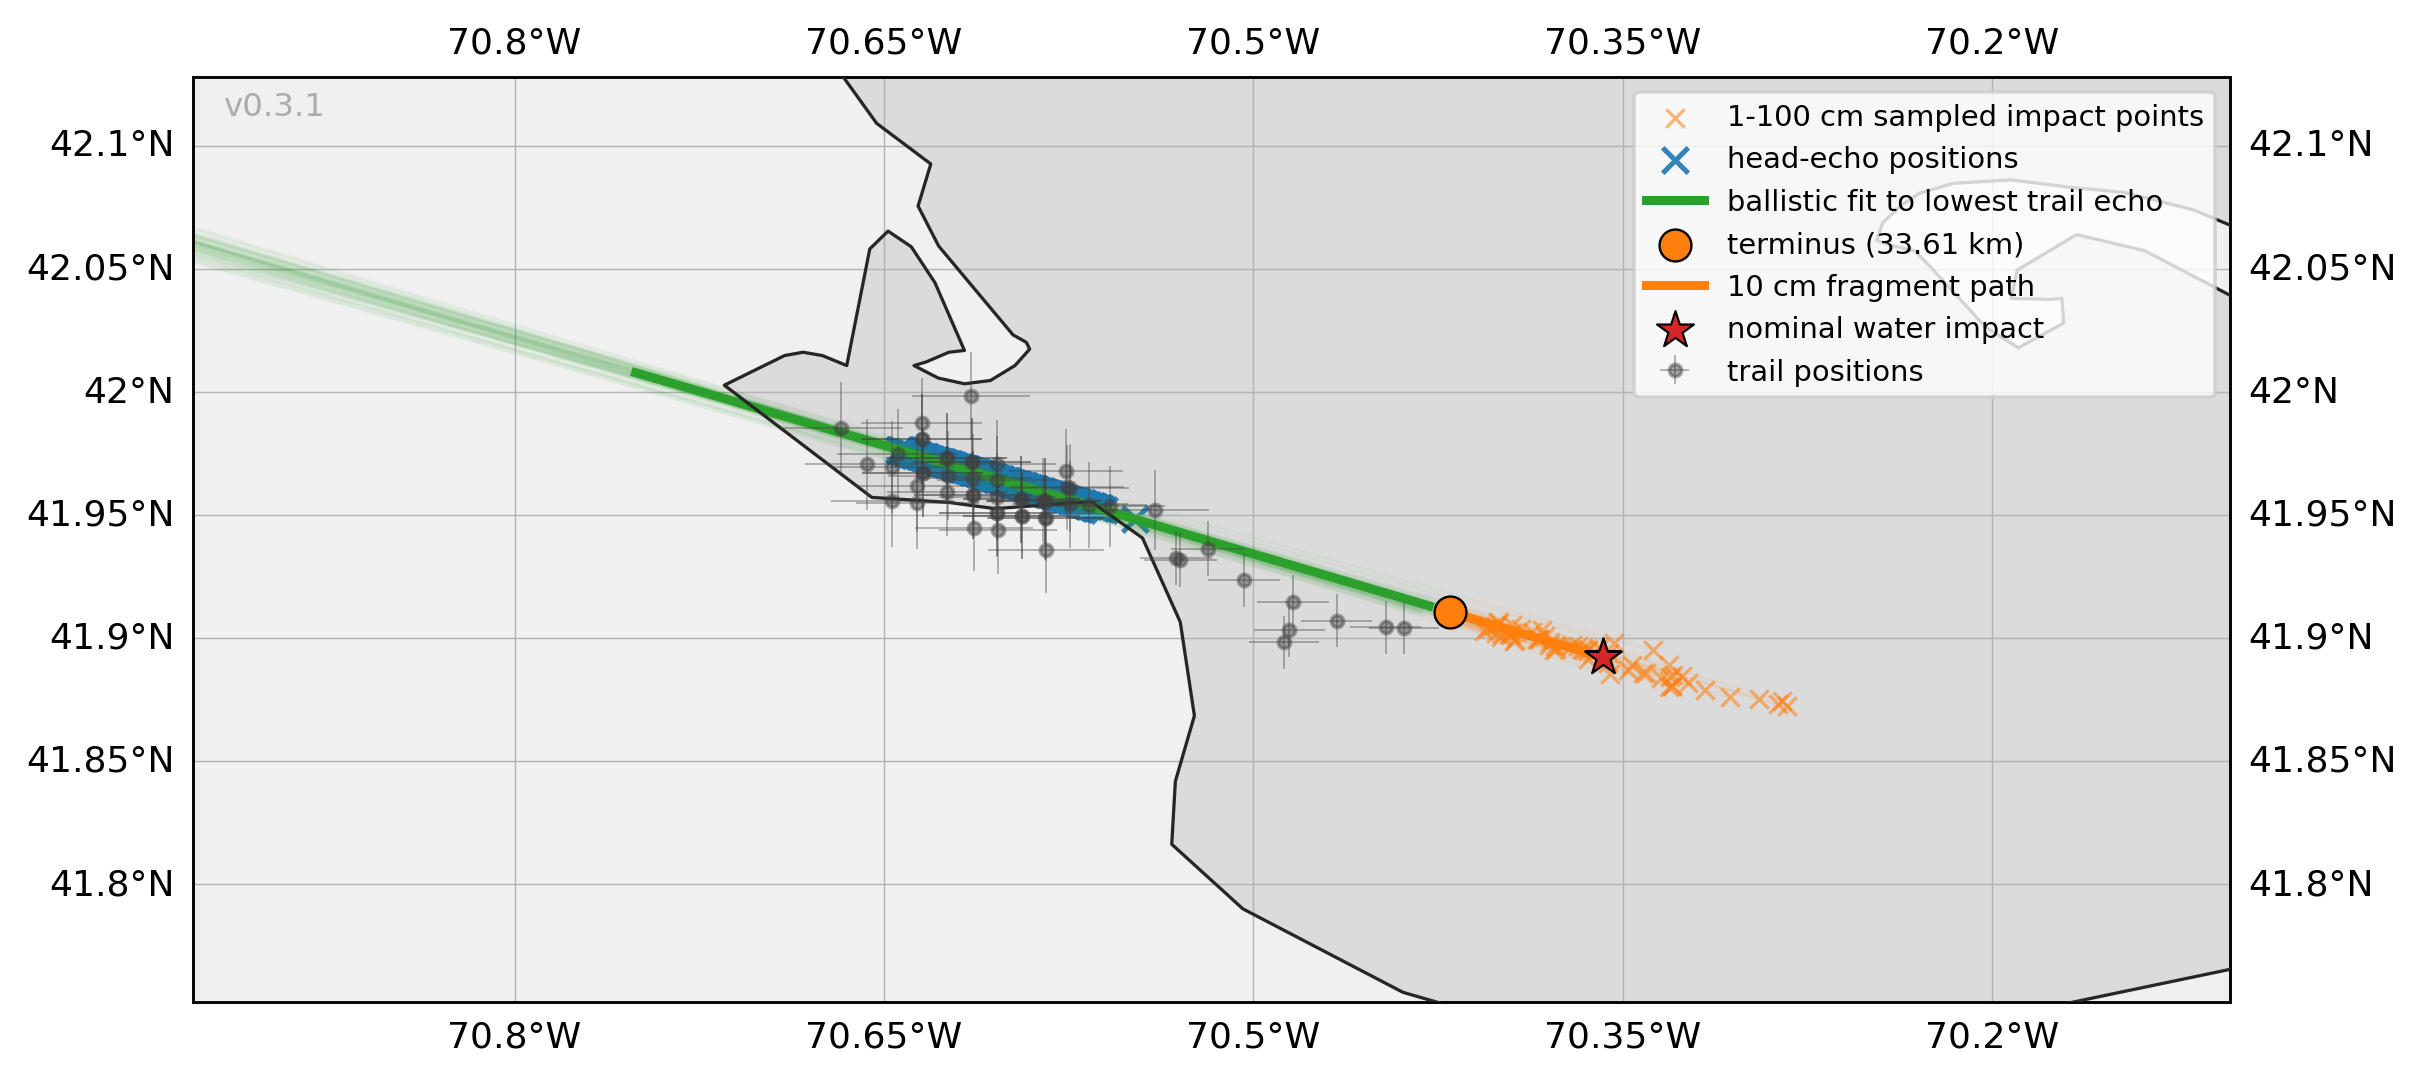 70.8°W 70.65°W 70.5°W 70.35°W 70.2°W
v0.3.1
1-100 cm sampled impact points
head-echo positions
ballistic fit to lowest trail echo
terminus (33.61 km)
10 cm fragment path
nominal water impact
trail positions
42.1°N 42.1°N
42.05°N 42.05°N
42°N 42°N
41.95°N 41.95°N
41.9°N 41.9°N
41.85°N 41.85°N
41.8°N 41.8°N
70.8°W 70.65°W 70.5°W 70.35°W 70.2°W